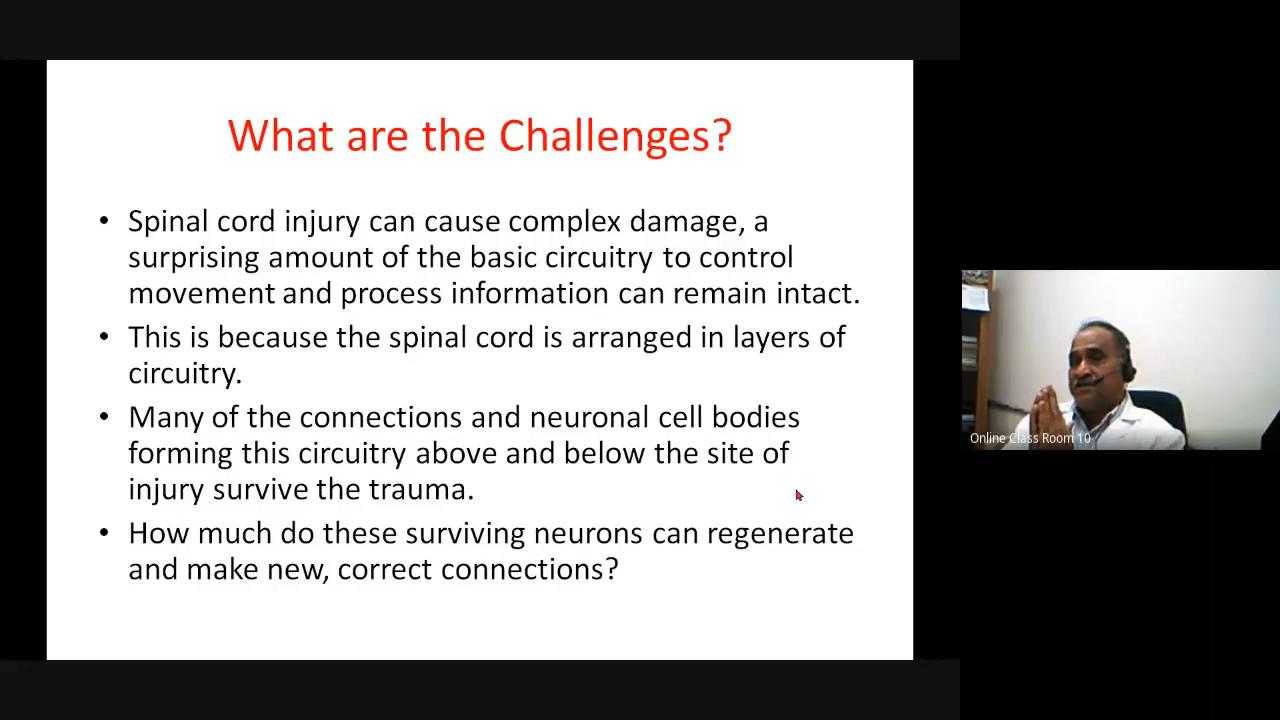 What are the Challenges?
• Spinal cord injury can cause complex damage, a
surprising amount of the basic circuitry to control
movement and process information can remain intact.
• This is because the spinal cord is arranged in layers of
circuitry.
• Many of the connections and neuronal cell bodies
forming this circuitry above and below the site of
injury survive the trauma.
• How much do these surviving neurons can regenerate
and make new, correct connections?
Online Class Room 10